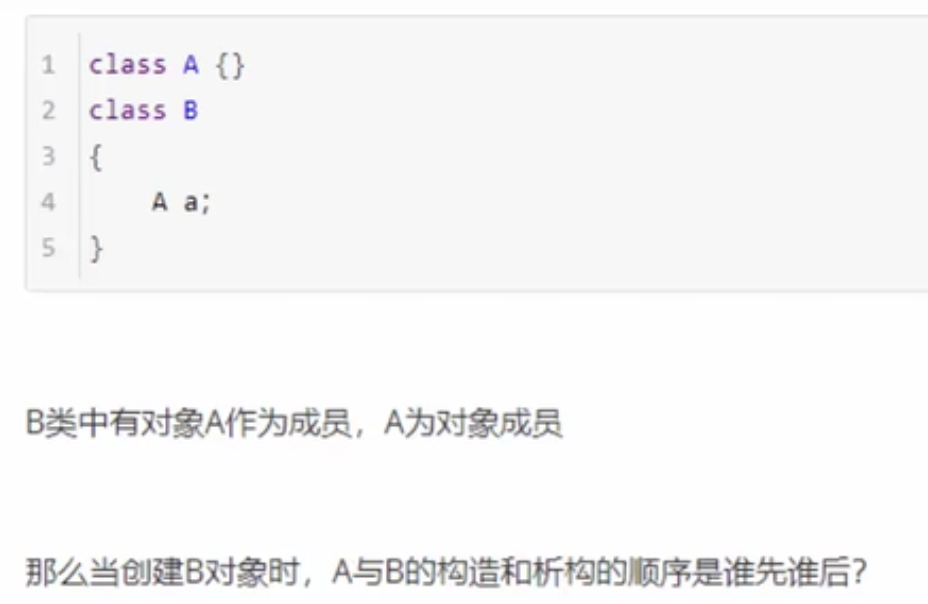 1 class A {}
2 class B
3 {
4 A a;
5 }
B类中有对象A作为成员，A为对象成员
那么当创建B对象时，A与B的构造和析构的顺序是谁先谁后？